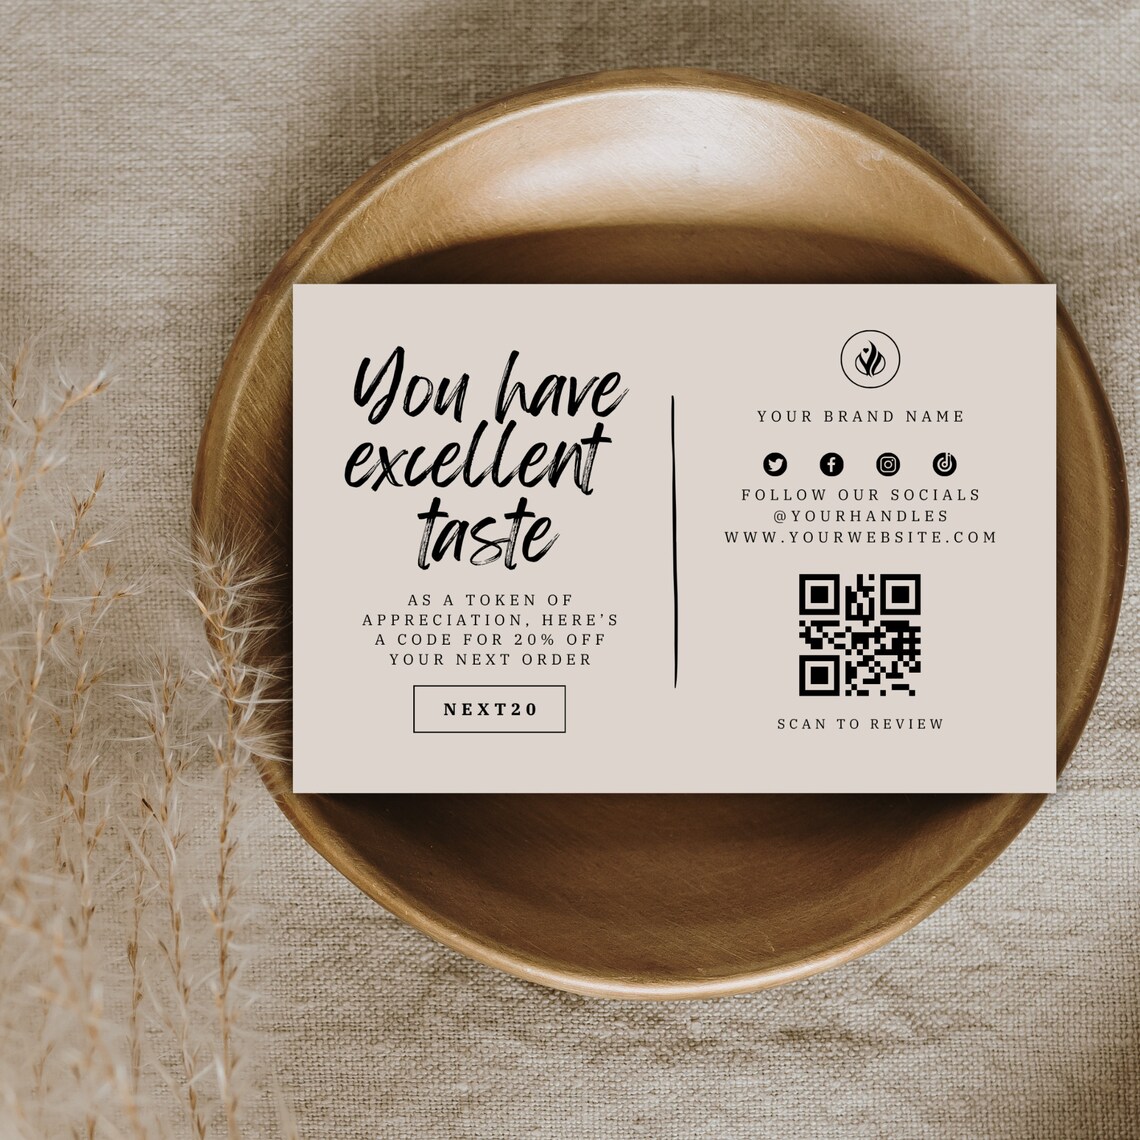 You have
excellent
taste
AS A TOKEN OF
APPRECIATION, HERE'S
A CODE FOR 20% OFF
YOUR NEXT ORDER
NEXT20
YOUR BRAND NAME
FOLLOW OUR SOCIALS
@YOURHANDLES
WWW.YOURWEBSITE.COM
SCAN TO REVIEW